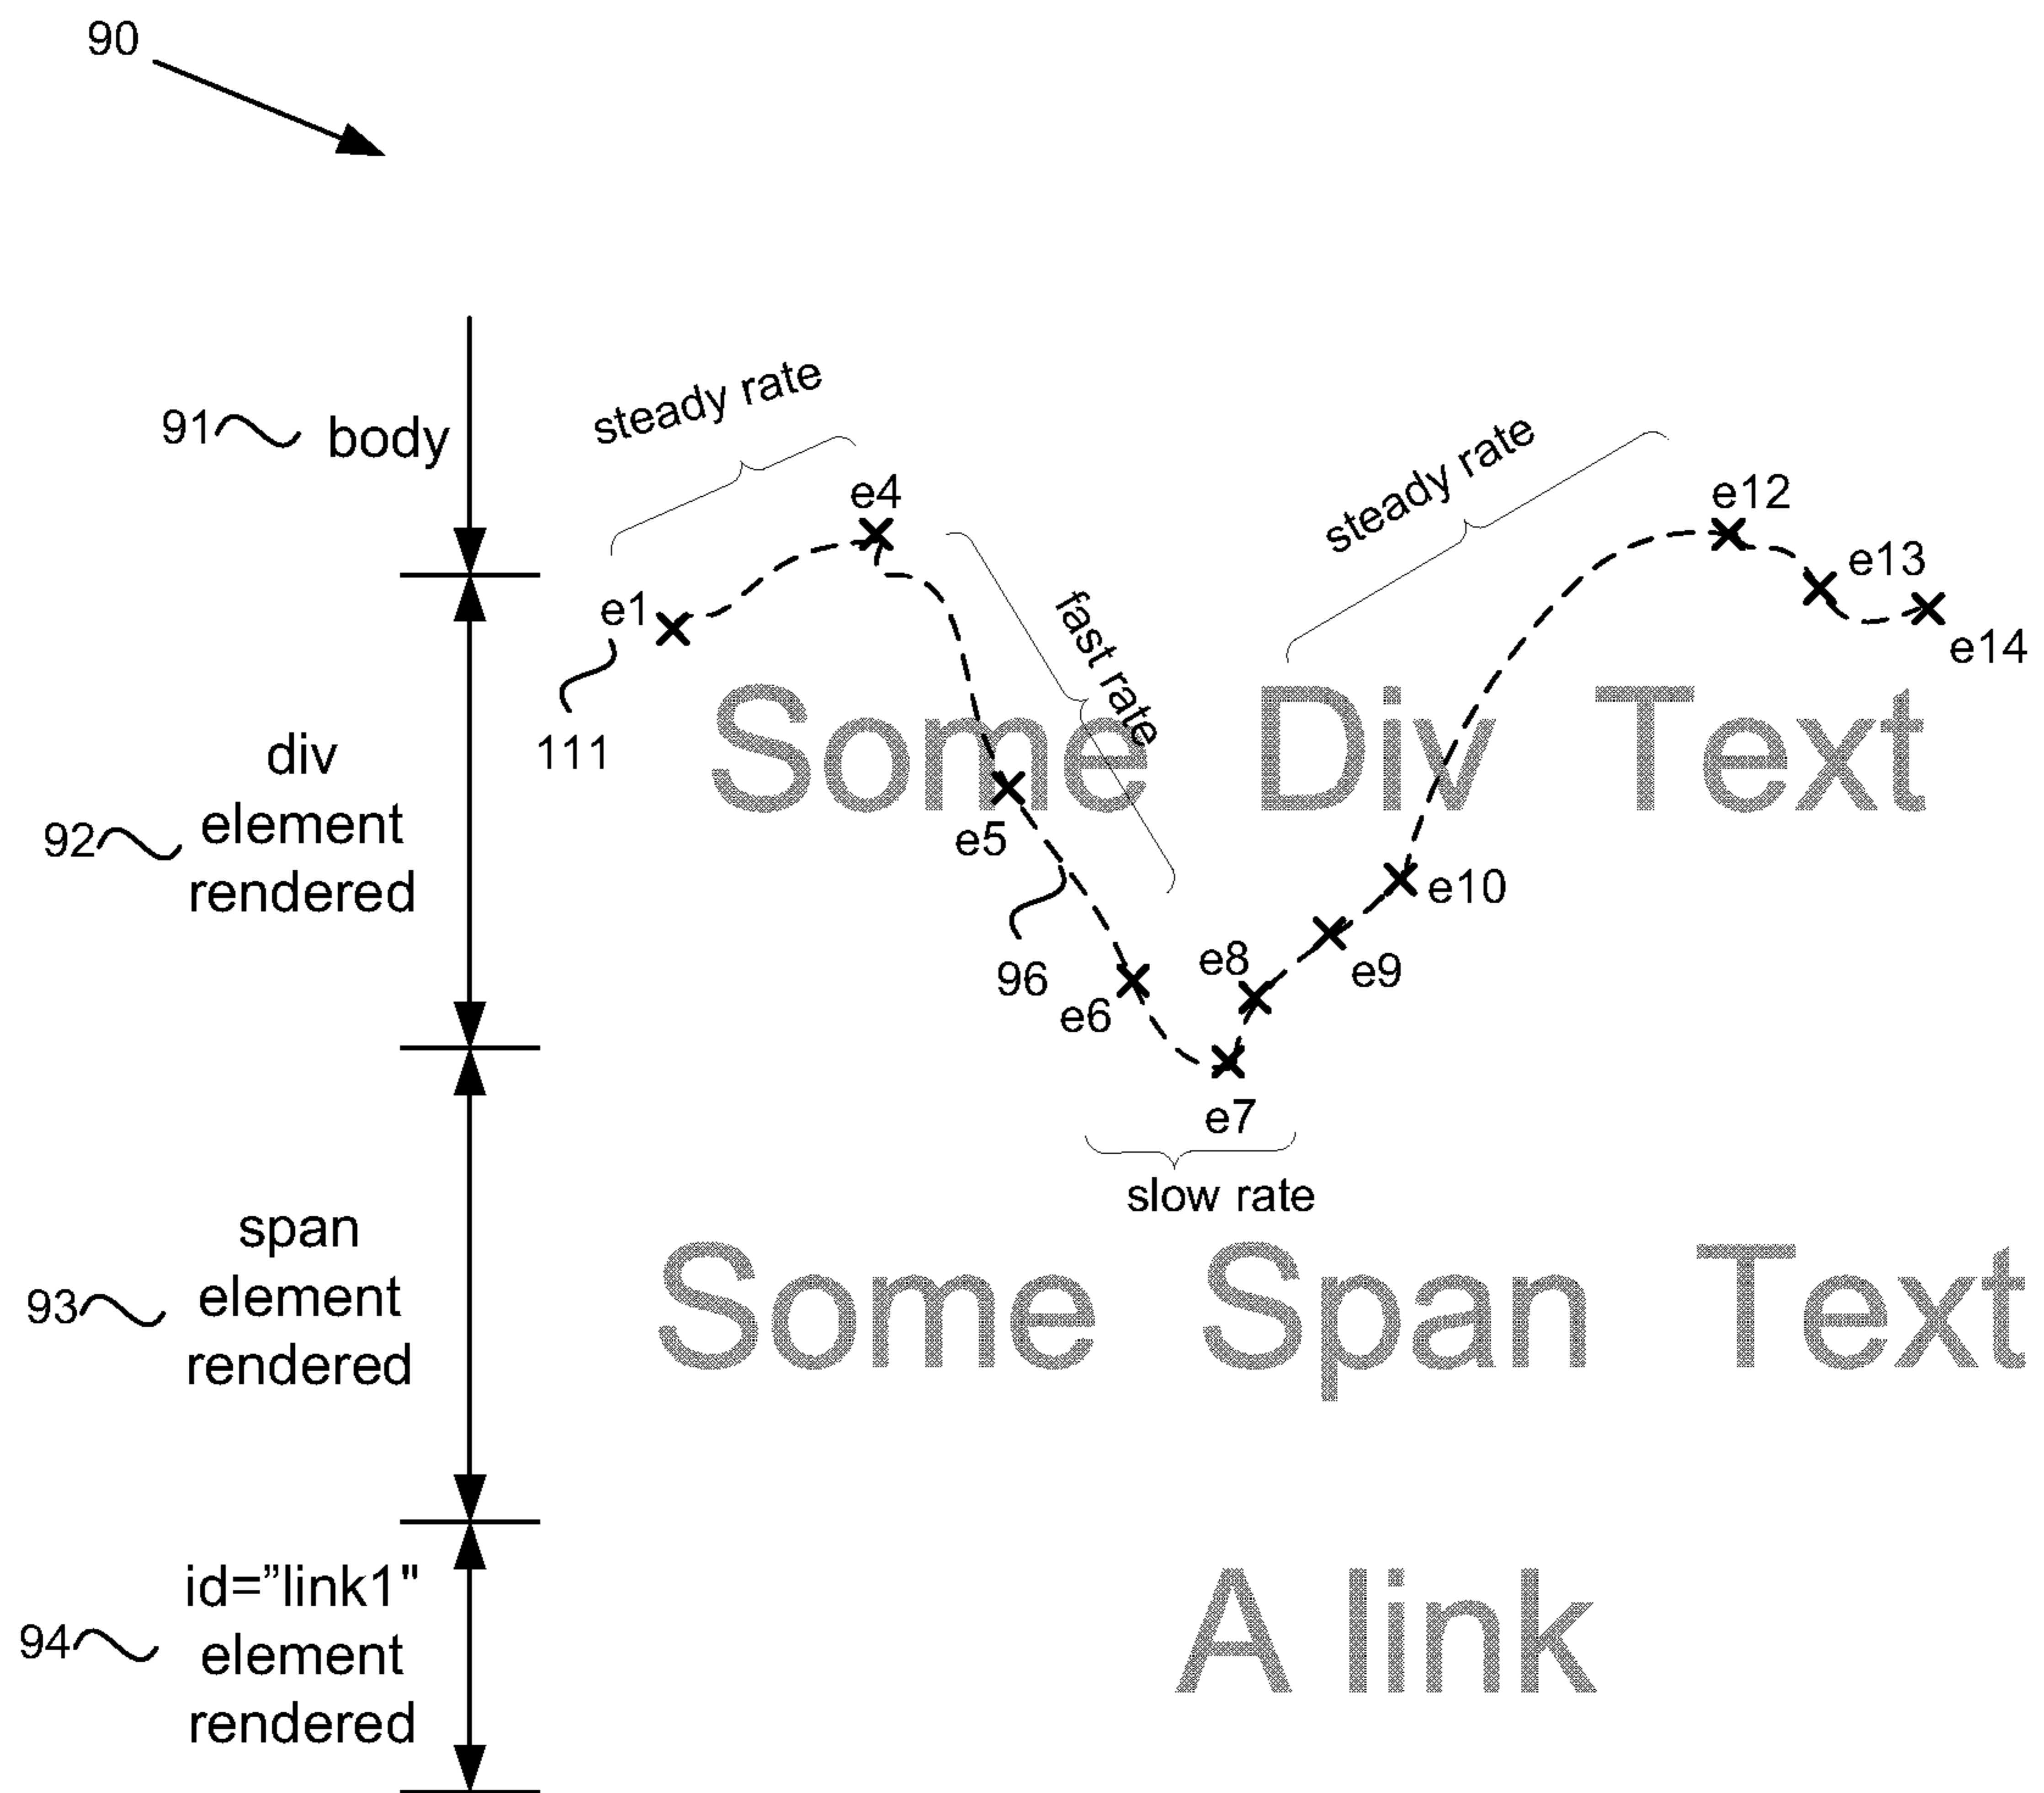 90
91 body
steady rate
steady rate
e4
e12
e13
e1
e14
111
fast rate
Some Div Text
div
element
rendered
92
e5
e10
96
e8
e9
e6
e7
slow rate
span
element
rendered
93
Some Span Text
id=”link1"
element
rendered
94
A link